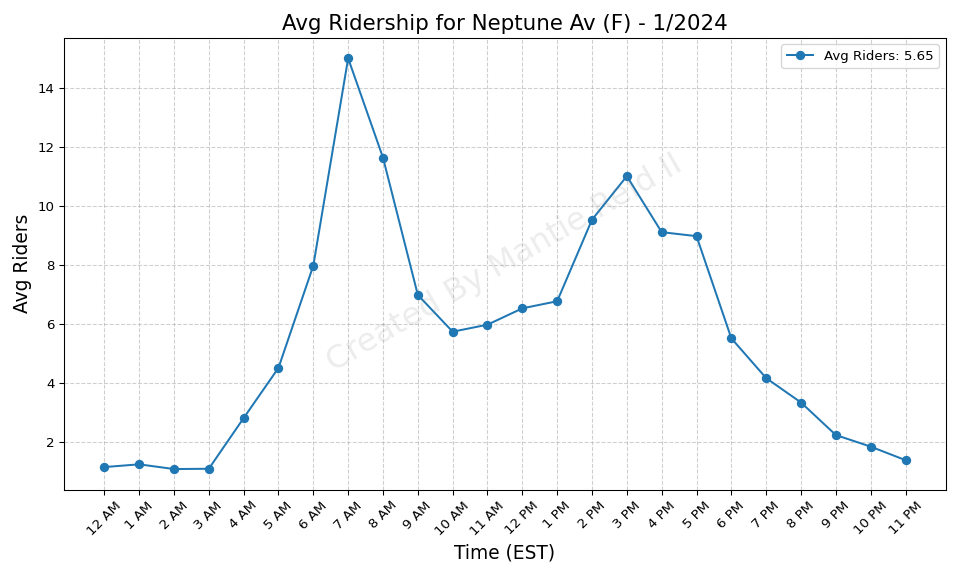 Avg Ridership for Neptune Av (F) - 1/2024
Avg Riders: 5.65
Avg Riders
14
12
10
8
6
4
2
Created By Mantle Reid II
12 AM
1 AM
2 AM
3 AM
4 AM
5 AM
6 AM
7 AM
8 AM
9 AM
10 AM
11 AM
12 PM
1 PM
2 PM
3 PM
4 PM
5 PM
6 PM
7 PM
8 PM
9 PM
10 PM
11 PM
Time (EST)